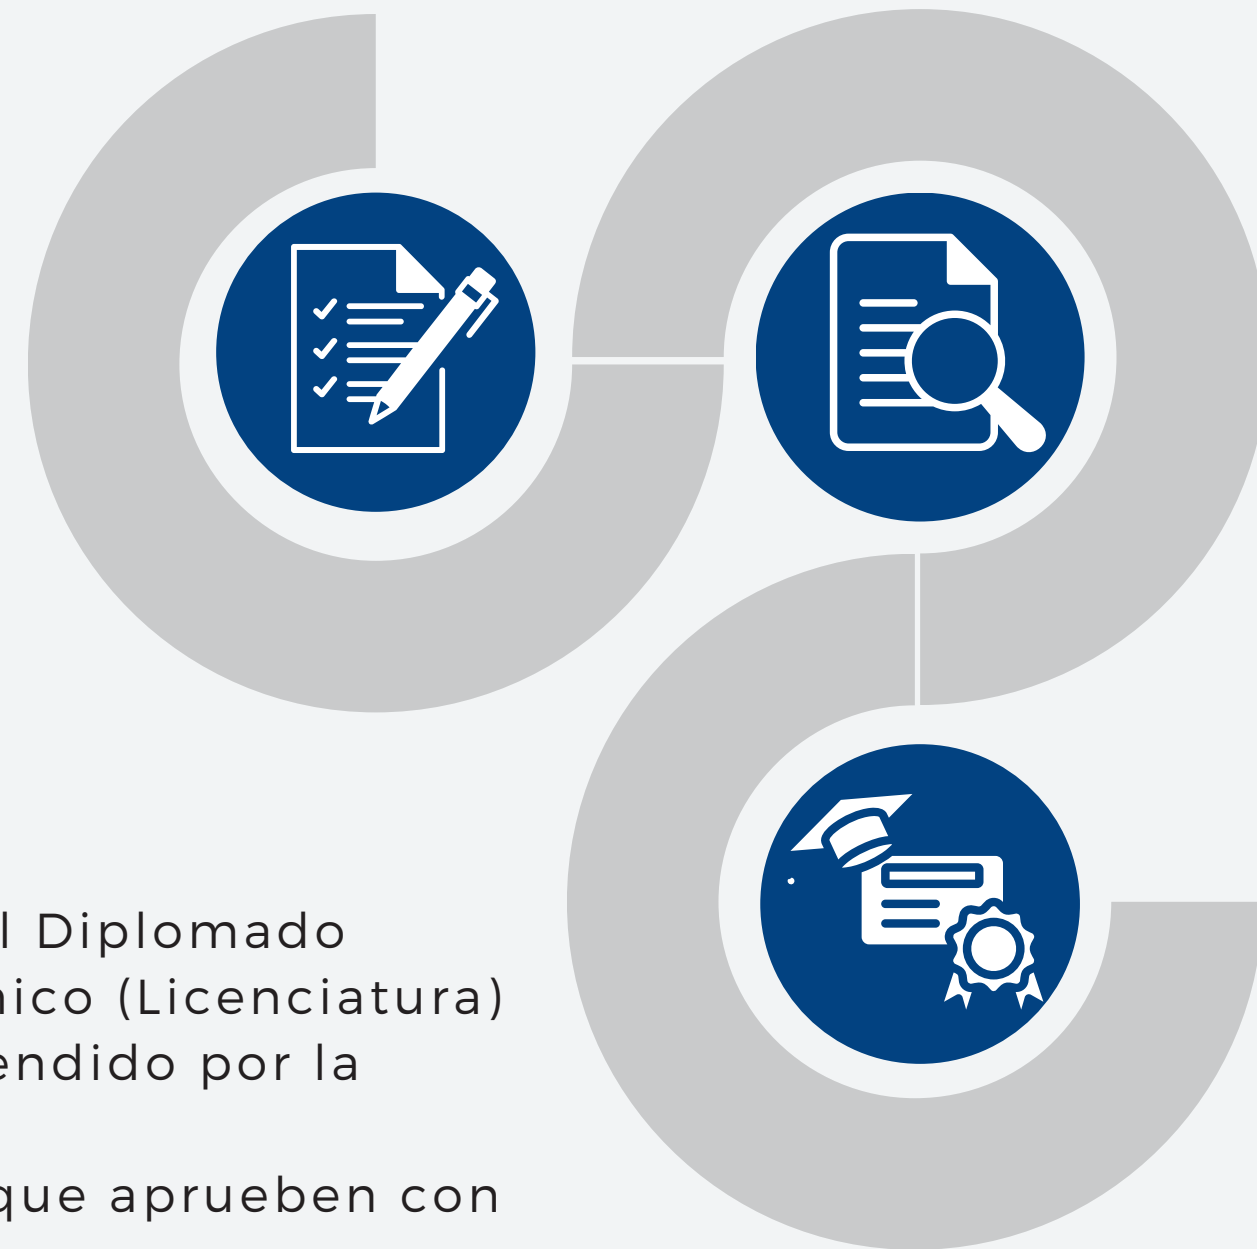 l Diplomado
nico (Licenciatura)
endido por la
que aprueben con